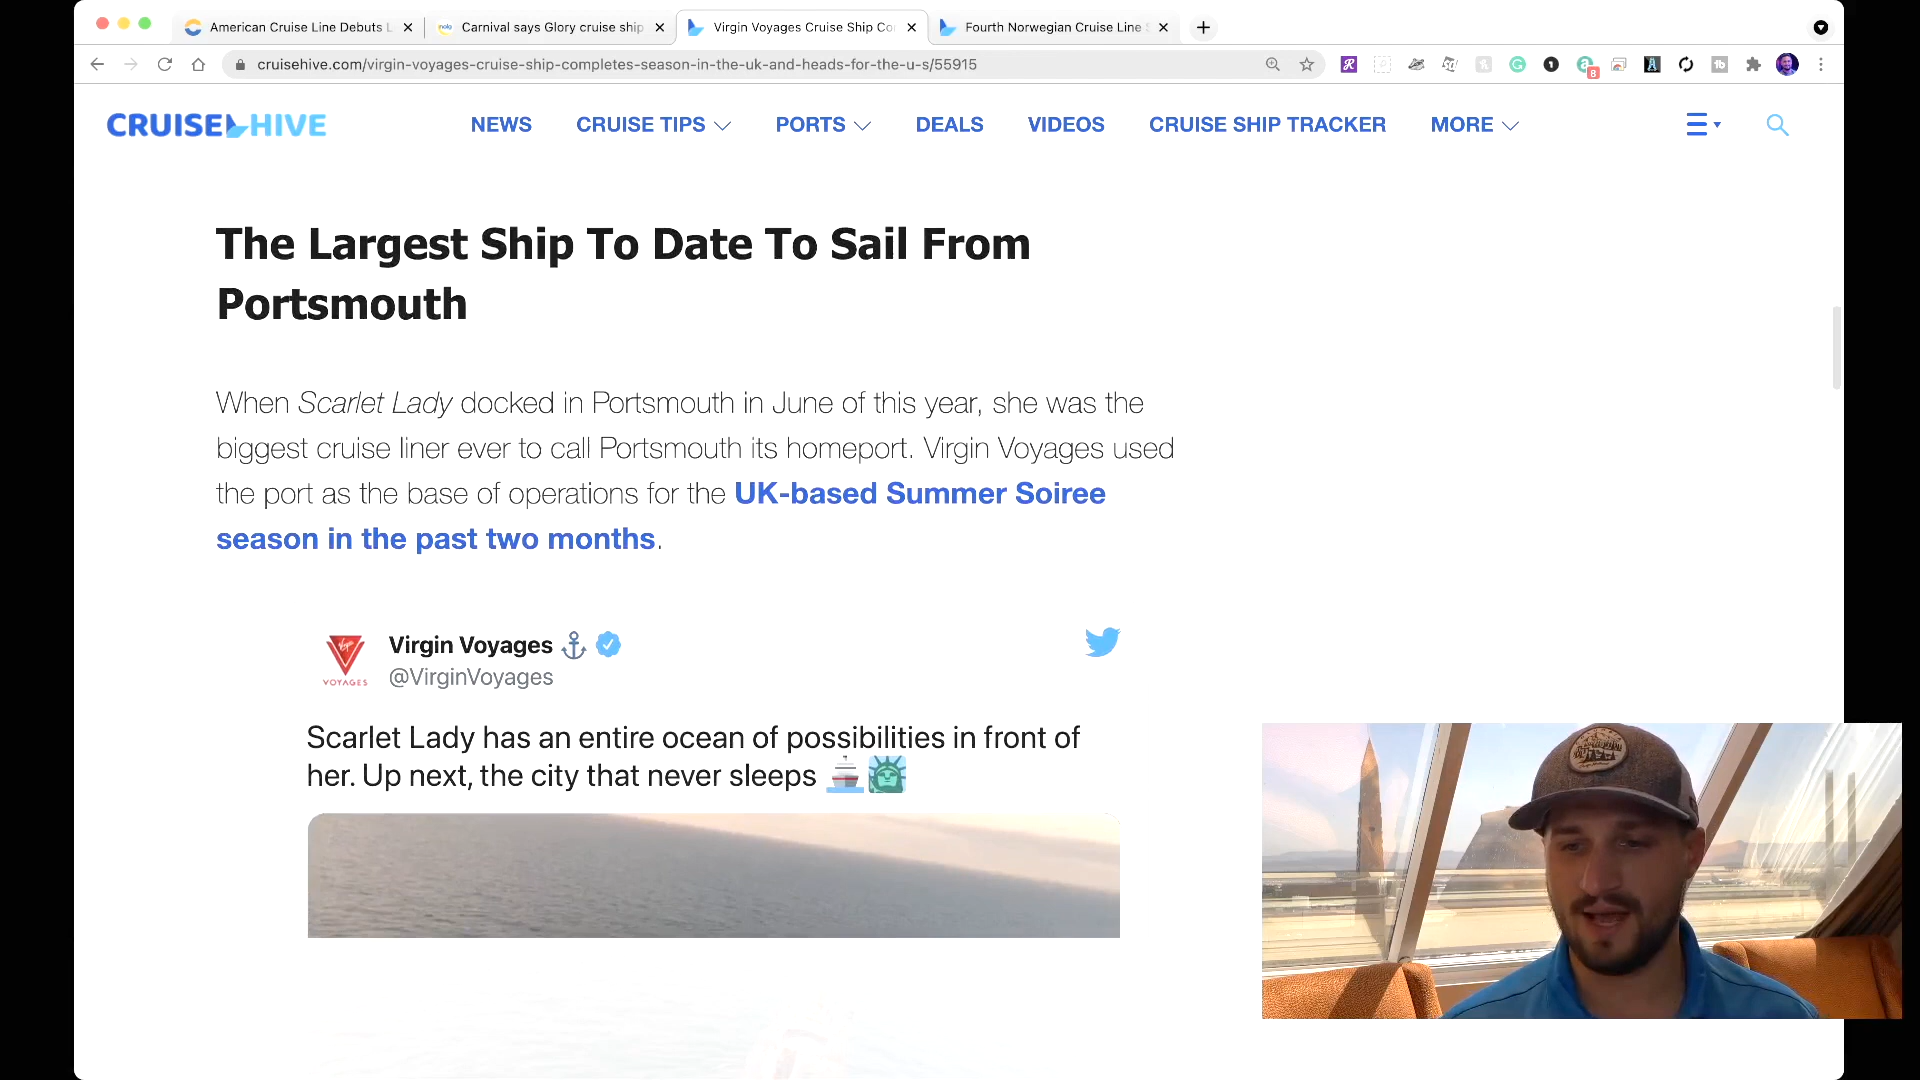 American Cruise Line Debuts L
Carnival says Glory cruise ship
Virgin Voyages Cruise Ship Co
Fourth Norwegian Cruise Line S
cruisehive.com/virgin-voyages-cruise-ship-completes-season-in-the-uk-and-heads-for-the-u-s/55915
CRUISE HIVE
NEWS
CRUISE TIPS
PORTS
DEALS
VIDEOS
CRUISE SHIP TRACKER
MORE
The Largest Ship To Date To Sail From
Portsmouth
When Scarlet Lady docked in Portsmouth in June of this year, she was the
biggest cruise liner ever to call Portsmouth its homeport. Virgin Voyages used
the port as the base of operations for the UK-based Summer Soiree
season in the past two months.
Virgin Voyages
@VirginVoyages
VOYAGES
Scarlet Lady has an entire ocean of possibilities in front of
her. Up next, the city that never sleeps